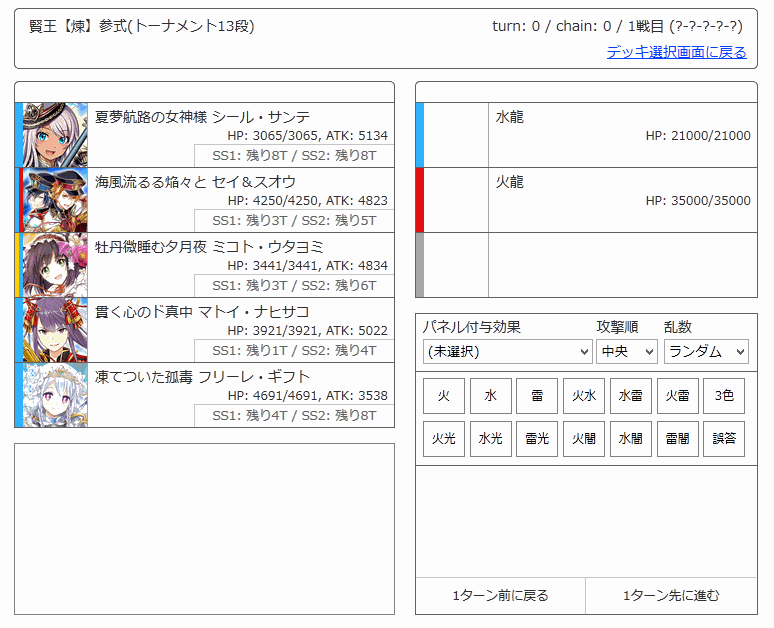 賢王【煉】参式(トーナメント13段)
turn: 0 / chain: 0 / 1戦目 (?-?-?-?-?)
デッキ選択画面に戻る
夏夢航路の女神様 シール・サンテ
HP: 3065/3065, ATK: 5134
SS1: 残り8T / SS2: 残り8T
海風流るる焔々と セイ＆スオウ
HP: 4250/4250, ATK: 4823
SS1: 残り3T / SS2: 残り5T
牡丹微睡む夕月夜 ミコト・ウタヨミ
HP: 3441/3441, ATK: 4834
SS1: 残り3T / SS2: 残り6T
貫く心のド真中 マトイ・ナヒサコ
HP: 3921/3921, ATK: 5022
SS1: 残り1T / SS2: 残り4T
凍てついた孤毒 フリーレ・ギフト
HP: 4691/4691, ATK: 3538
SS1: 残り4T / SS2: 残り8T
水龍
HP: 21000/21000
火龍
HP: 35000/35000
パネル付与効果 攻撃順 乱数
(未選択) 中央 ランダム
火 水 雷 火水 水雷 火雷 3色
火光 水光 雷光 火闇 水闇 雷闇 誤答
1ターン前に戻る 1ターン先に進む